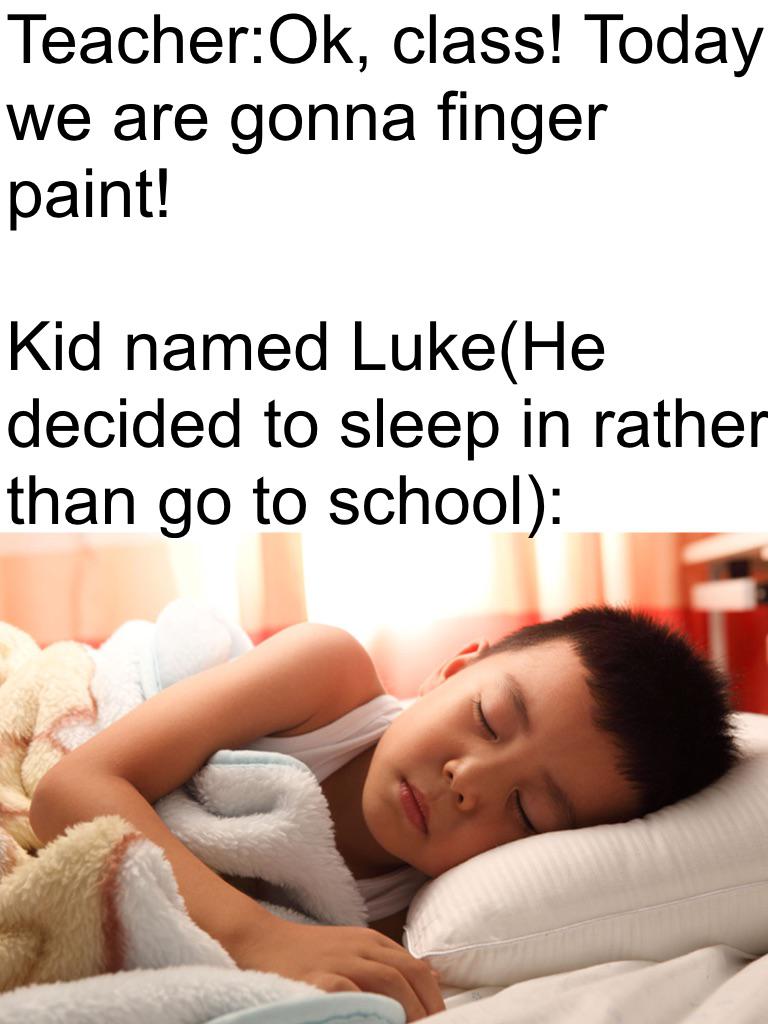 Teacher:Ok, class! Today
we are gonna finger
paint!
Kid named Luke(He
decided to sleep in rather
than go to school):